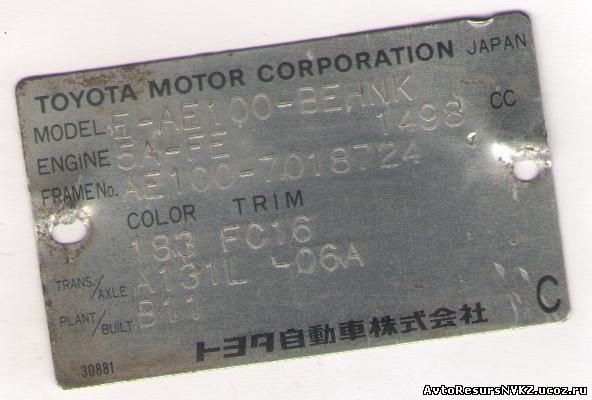 TOYOTA MOTOR CORPORATION JAPAN
MODEL E-AE100-BEHNK
ENGINE 5A-FE 1498 CC
FRAME No. AE100-7018724
COLOR TRIM
183 FC16
TRANS./AXLE A131L -06A
PLANT/BUILT B11
C
トヨタ自動車株式会社
30881
AvtoResursNVKZ.ucoz.ru